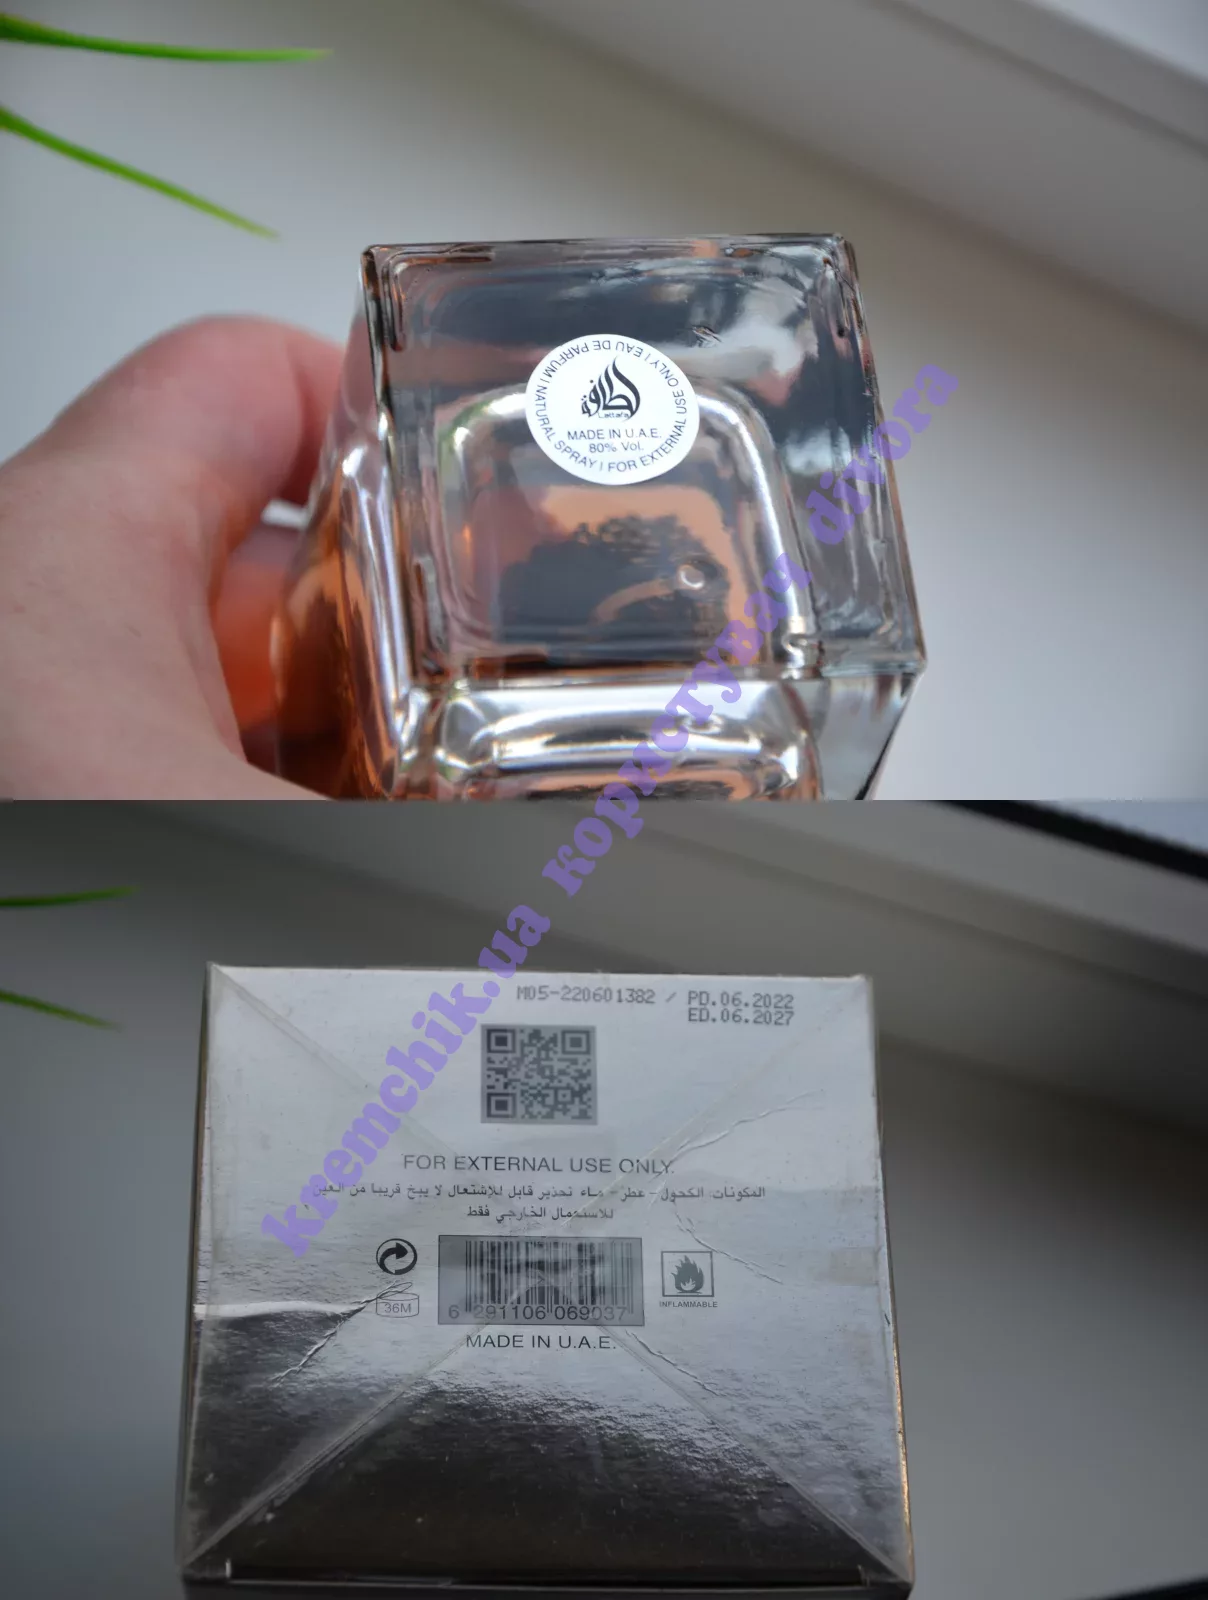 NATURAL SPRAY | FOR EXTERNAL USE ONLY | EAU DE PARFUM |
لطافة
Lattafa
MADE IN U.A.E.
80% Vol.
M05-220601382 / PD.06.2022
ED.06.2027
FOR EXTERNAL USE ONLY.
المكونات: الكحول - عطر - ماء تحذير قابل للإشتعال لا يبخ قريبا من العين
للاستعمال الخارجي فقط
36M
6 291106 069037
INFLAMMABLE
MADE IN U.A.E.
kremchik.ua користувач divora